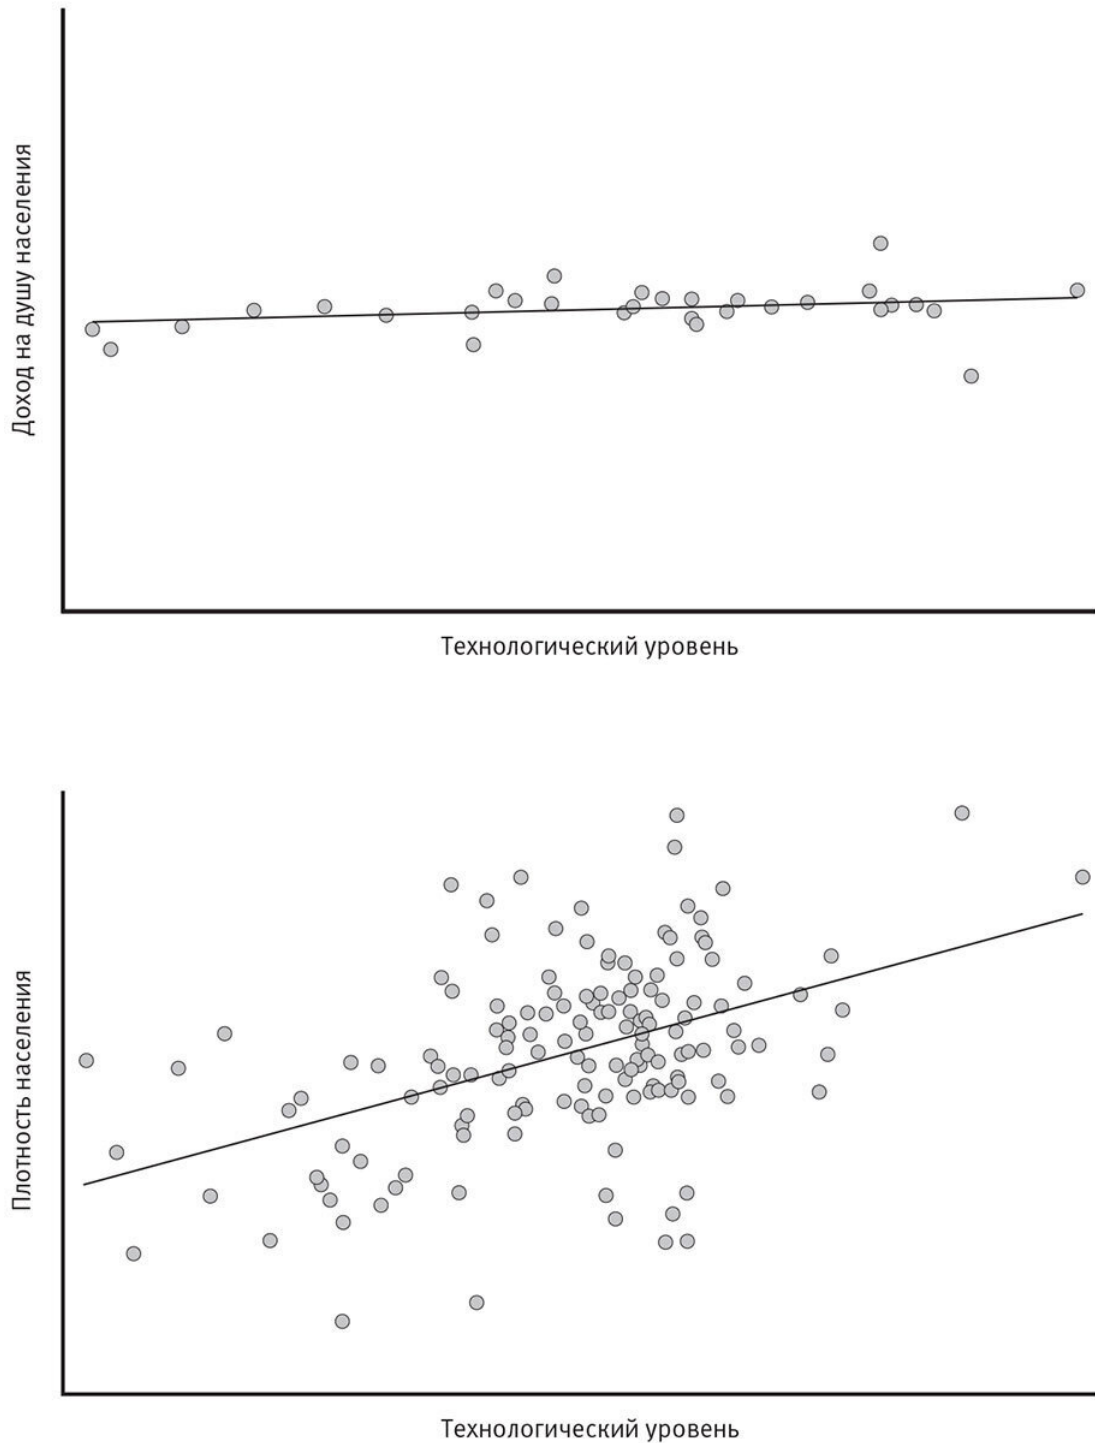 Доход на душу населения
Технологический уровень
Плотность населения
Технологический уровень